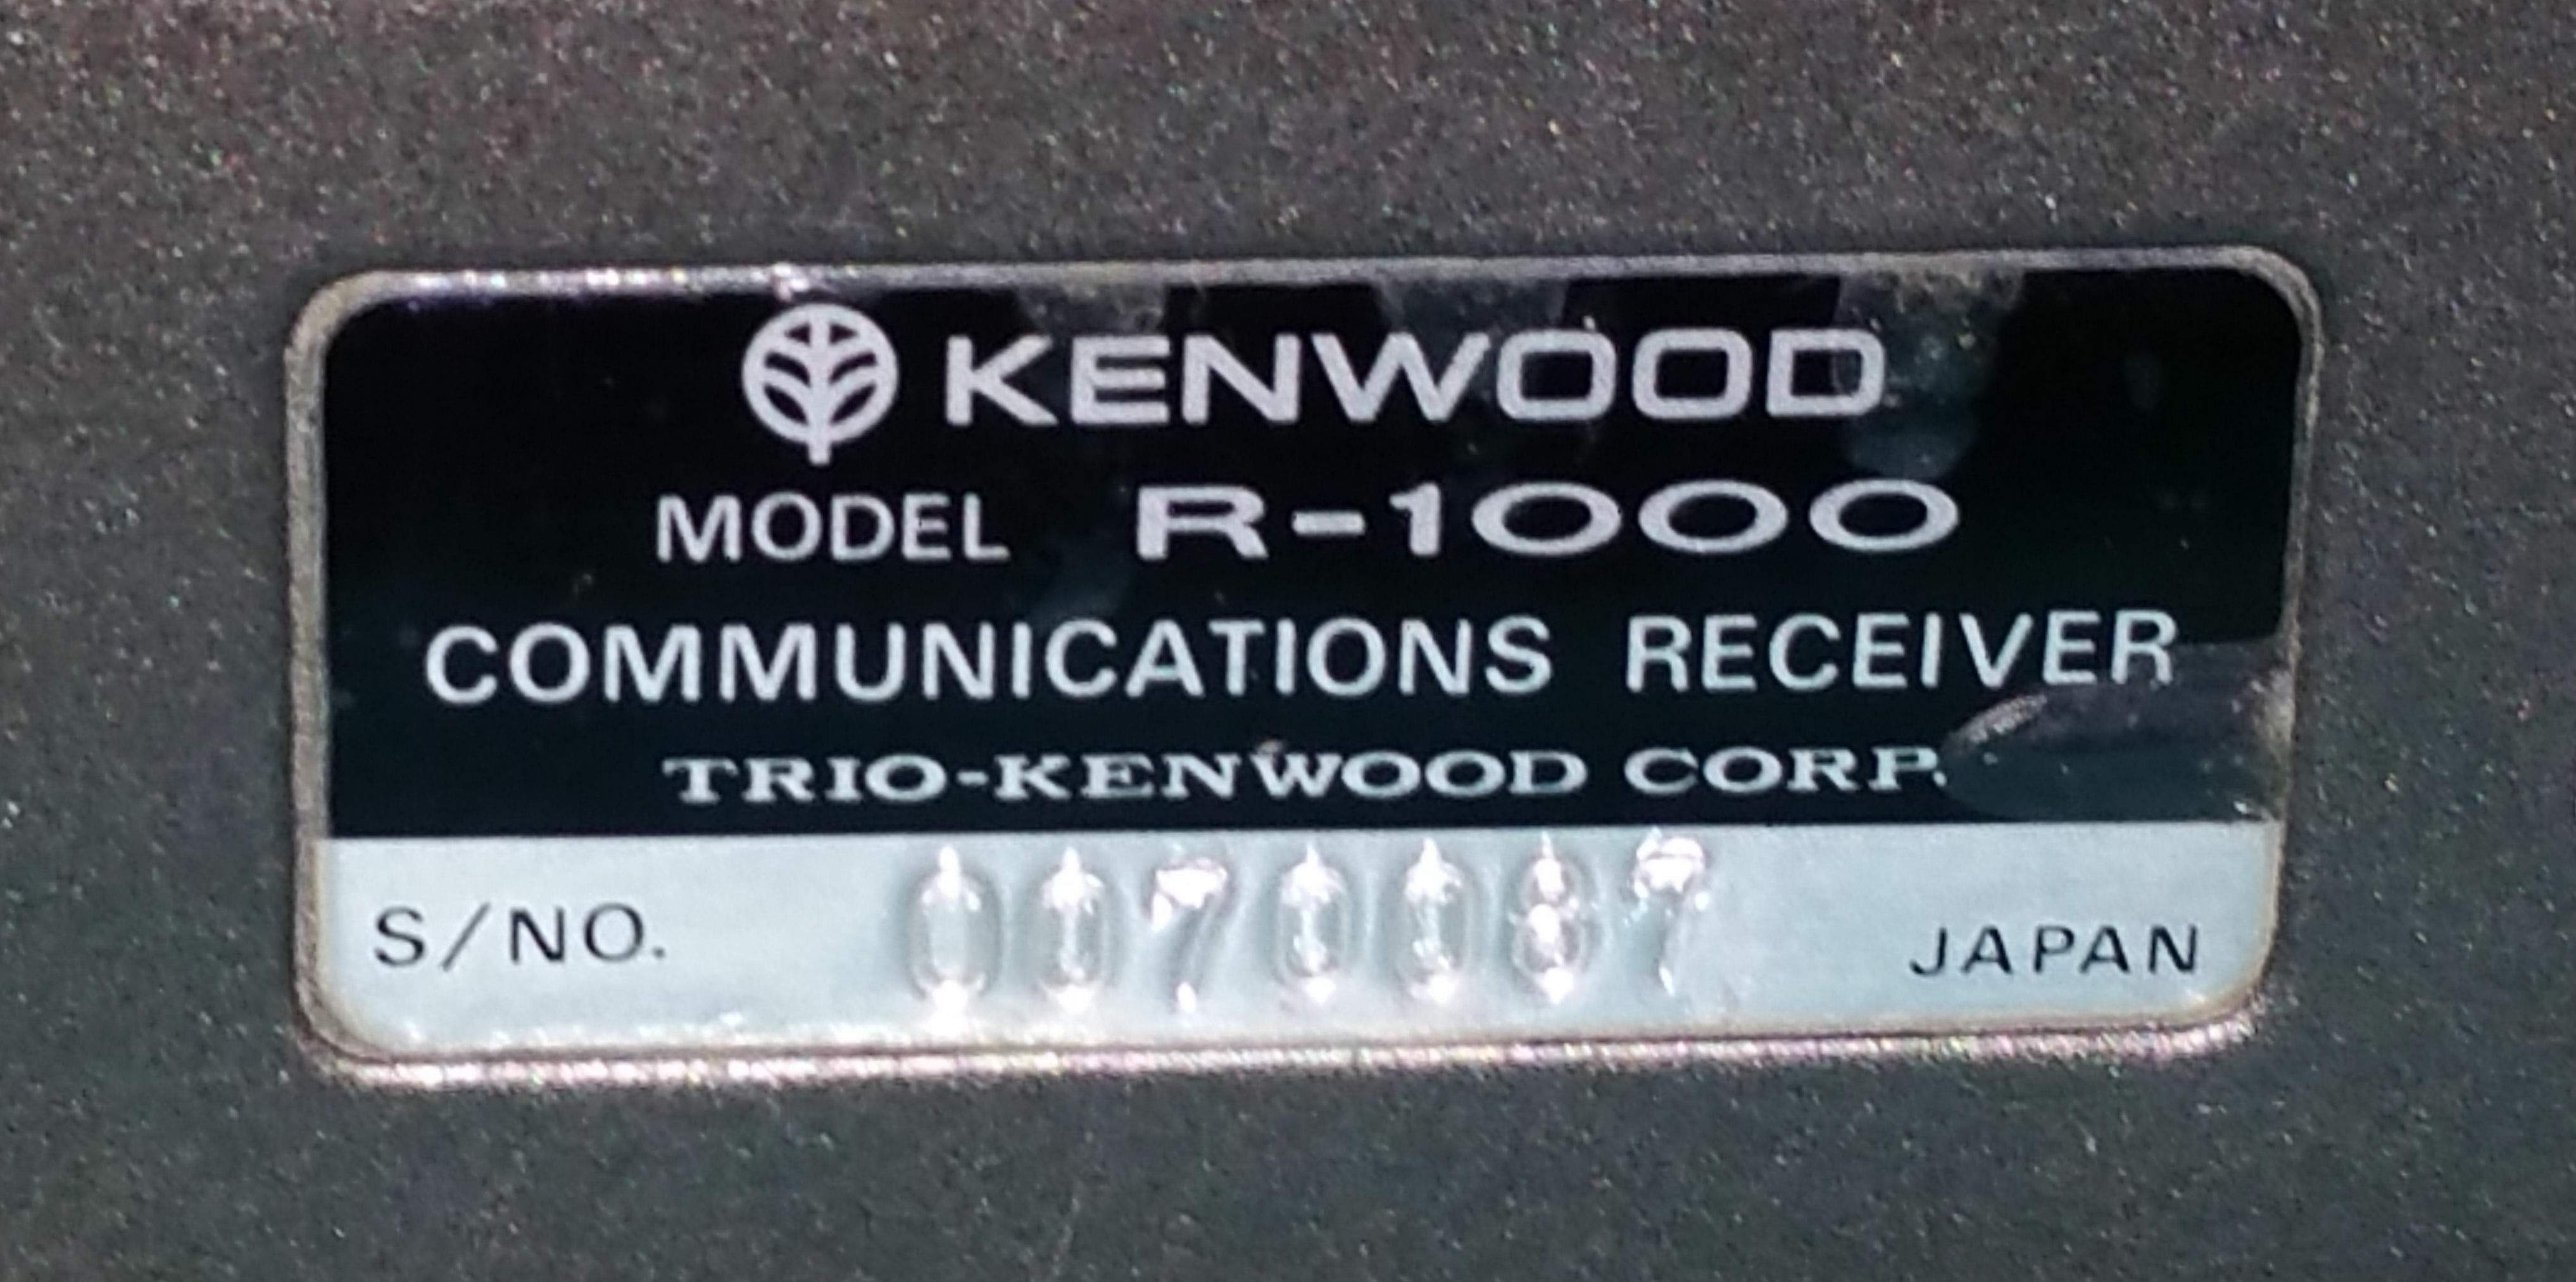 KENWOOD
MODEL R-1000
COMMUNICATIONS RECEIVER
TRIO-KENWOOD CORP.
S/NO. 0070087 JAPAN